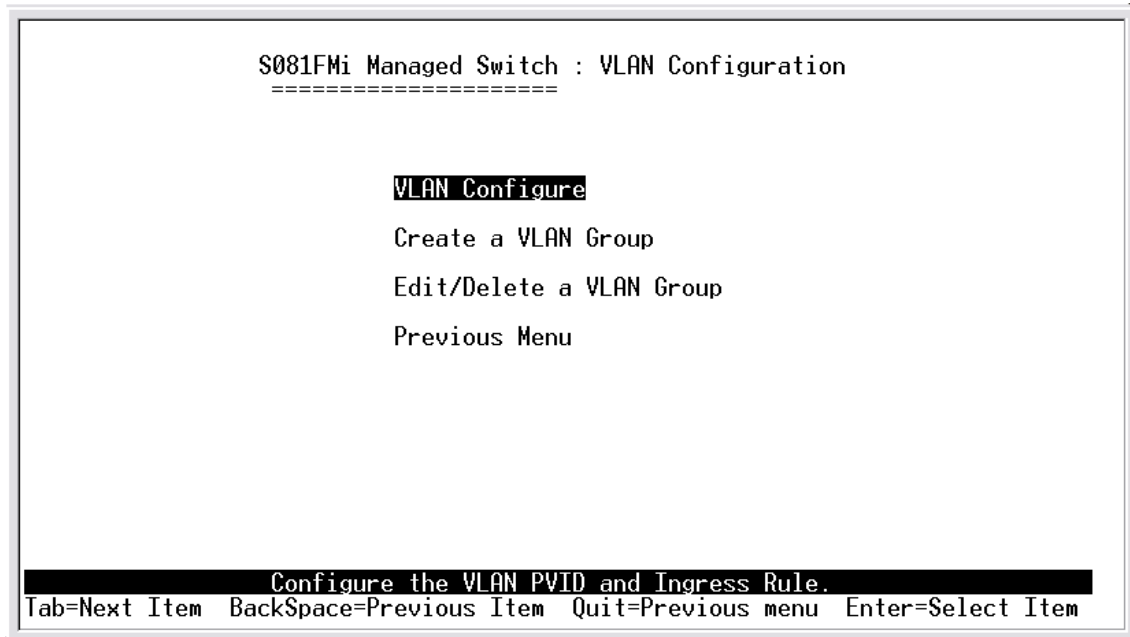 S081FMi Managed Switch : VLAN Configuration
=====================
VLAN Configure
Create a VLAN Group
Edit/Delete a VLAN Group
Previous Menu
Configure the VLAN PVID and Ingress Rule.
Tab=Next Item BackSpace=Previous Item Quit=Previous menu Enter=Select Item